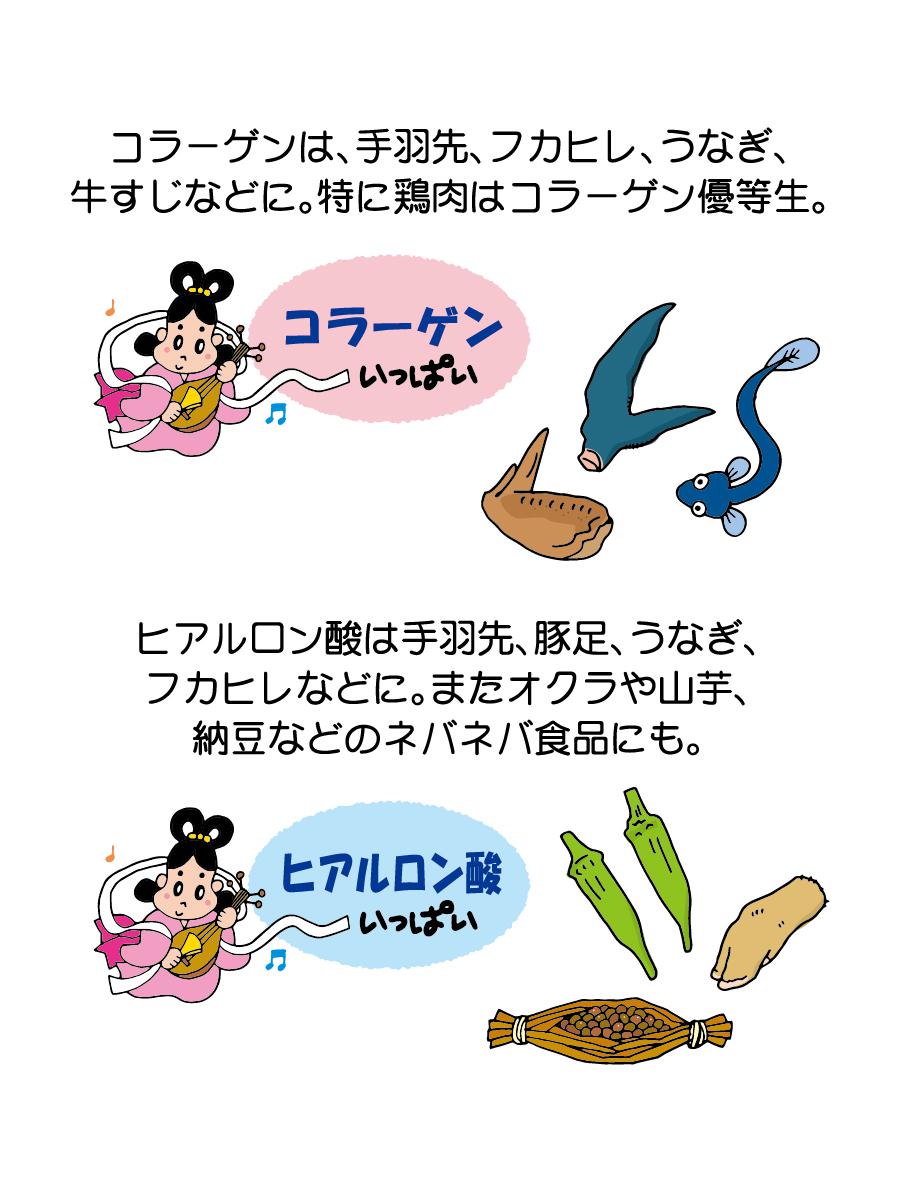 コラーゲンは、手羽先、フカヒレ、うなぎ、
牛すじなどに。特に鶏肉はコラーゲン優等生。
コラーゲン
いっぱい
ヒアルロン酸は手羽先、豚足、うなぎ、
フカヒレなどに。またオクラや山芋、
納豆などのネバネバ食品にも。
ヒアルロン酸
いっぱい